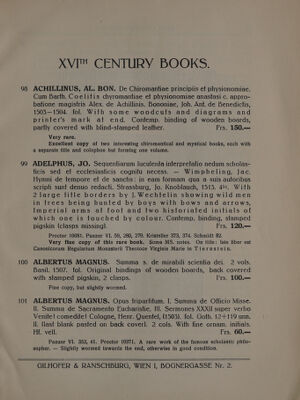 XVITH CENTURY BOOKS.
98 ACHILLINUS, AL. BON. De Chiromantiae principiis et physionomiae.
Cum Barth. Coclitis chyromantiae et physionomiae anastasi c. appro-
batione magistris Alex. de Achillinis. Bononiae, Joh. Ant. de Benedictis,
1503—1504. fol. With some woodcuts and diagrams and
printer's mark at end. Contemp. binding of wooden boards,
partly covered with blind-stamped leather. Frs. 150.—
Very rare.
Excellent copy of two interesting chiromantical and mystical books, each with
a separate title and colophon but forming one volume.
99 ADELPHUS, JO. Sequentiarum luculenta interpretatio nedum scholas-
ticis sed et ecclesiasticis cognitu necess. — Wimpheling, Jac.
Hymni de tempore et de sanctis: in eam formam qua a suis autoribus
scripti sunt denuo redacti. Strassburg, Jo. Knoblauch, 1513. 4to. With
2 large title borders by J. Wechtelin showing wild men
in trees being hunted by boys with bows and arrows,
Imperial arms at foot and two historiated initials of
which one is touched by colour. Contemp. binding, stamped
pigskin (clasps missing). Frs. 120.—
Proctor 10081. Panzer VI. 59, 280, 279. Kristeller 373, 374. Schmidt 82.
Very fine copy of this rare book. Some MS. notes. On title: iste liber est
Canonicorum Regularium Monasterii Theotoce Virginis Marie in Tierstein.
100 ALBERTUS MAGNUS. Summa s. de mirabili scientia dei. 2 vols.
Basil. 1507. fol. Original bindings of wooden boards, back covered
with stamped pigskin, 2 clasps. Frs. 100.—
Fine copy, but slightly wormed.
101 ALBERTUS MAGNUS. Opus tripartitum. I. Summa de Officio Misse.
II. Summa de Sacramento Eucharistie. III. Sermones XXXII super verbo
Venite! comedite! Cologne, Henr. Quentel, (1503). fol. Goth. 12+119 unn.
ll. (last blank pasted on back cover). 2 cols. With fine ornam. initials.
Hf. vell. Frs. 60.—
Panzer VI. 353, 41. Proctor 10371. A rare work of the famous scholastic philo-
sopher. — Slightly wormed towards the end, otherwise in good condition.
GILHOFER & RANSCHBURG, WIEN I, BOGNERGASSE Nr. 2.